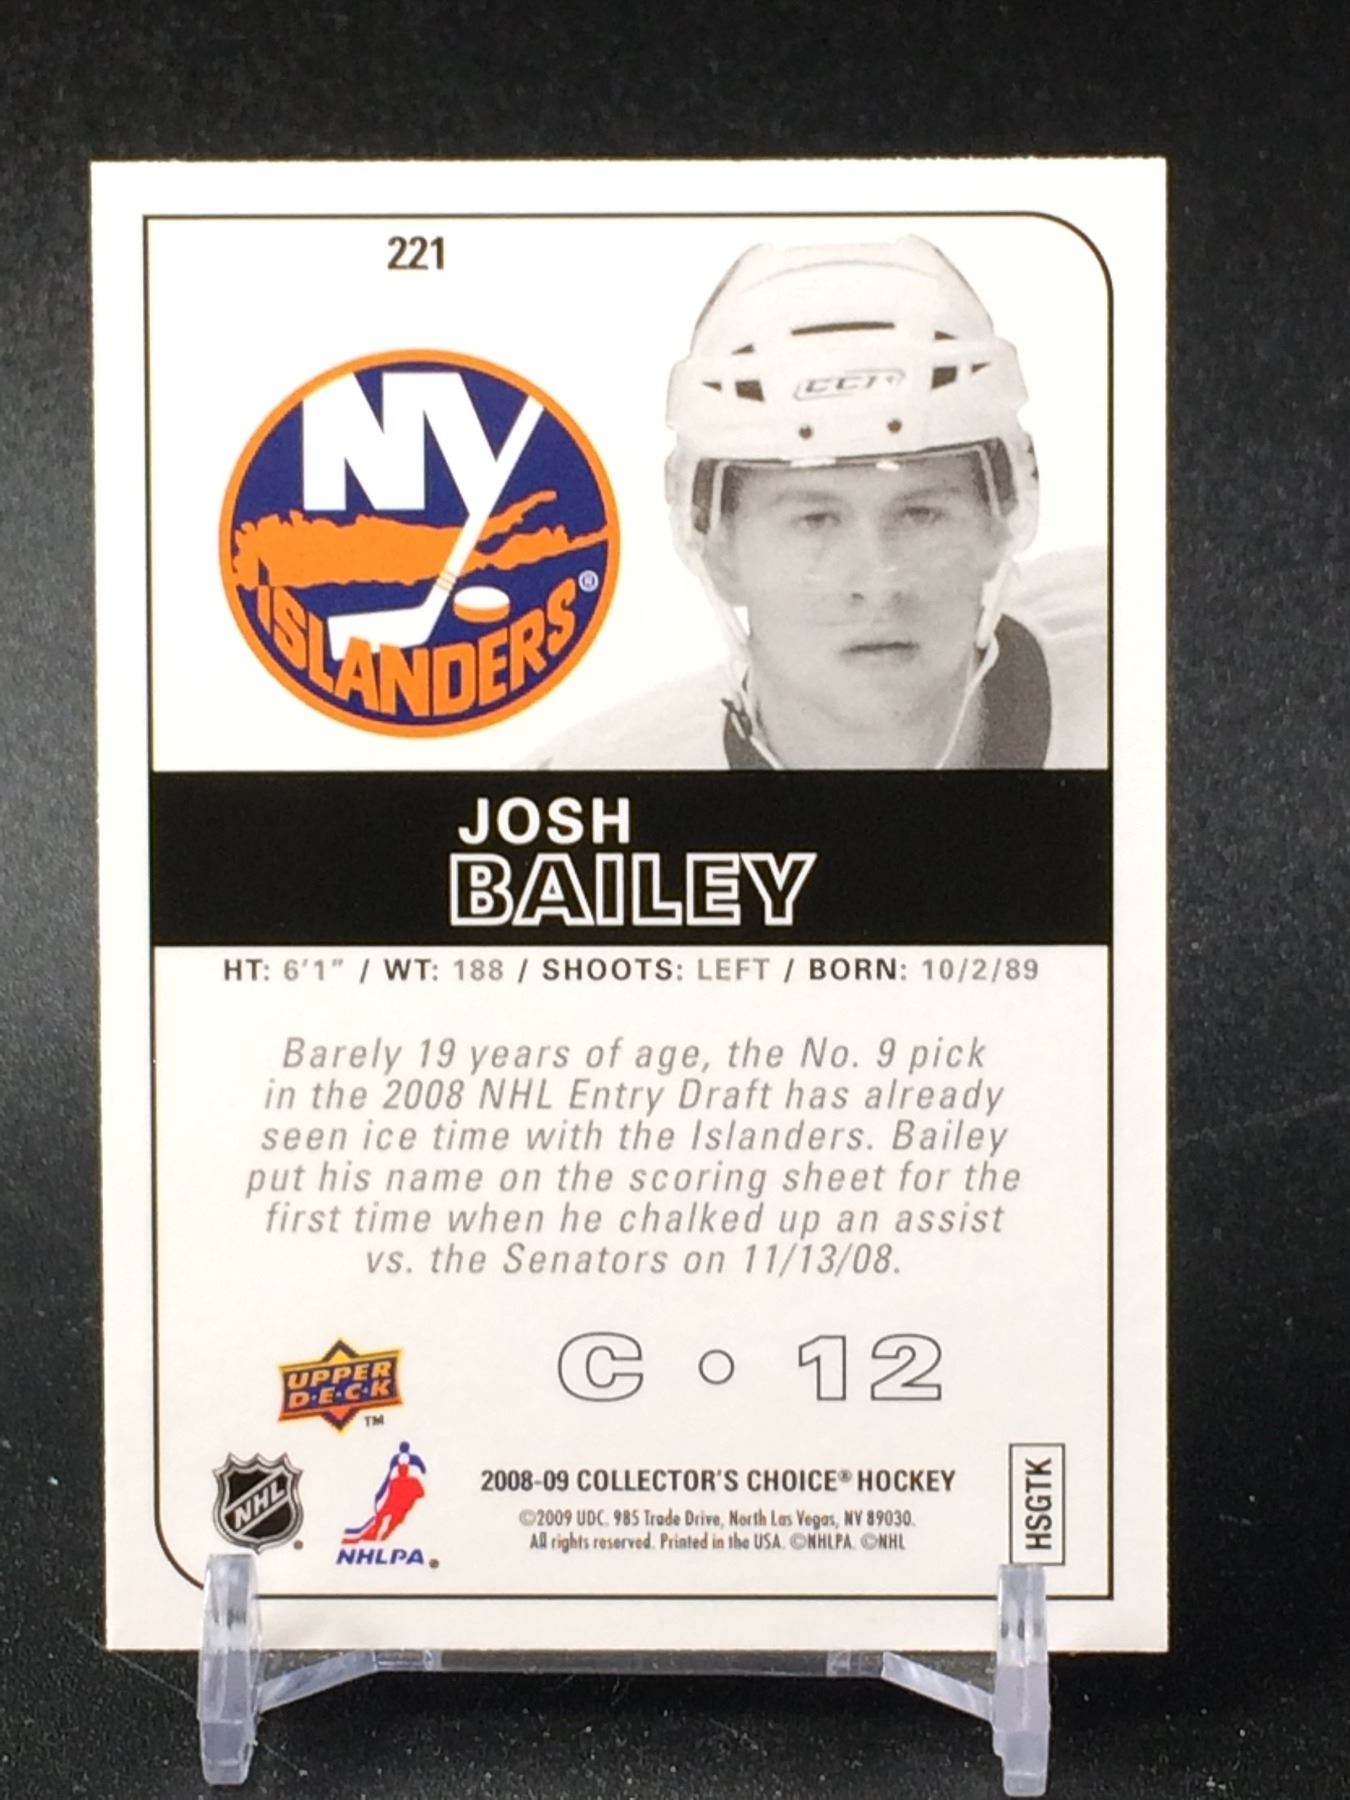 221
CCM
NY
ISLANDERS®
JOSH
BAILEY
HT: 6'1" / WT: 188 / SHOOTS: LEFT / BORN: 10/2/89
Barely 19 years of age, the No. 9 pick
in the 2008 NHL Entry Draft has already
seen ice time with the Islanders. Bailey
put his name on the scoring sheet for the
first time when he chalked up an assist
vs. the Senators on 11/13/08.
C • 12
UPPER
D·E·C·K
TM
NHL
NHLPA
2008-09 COLLECTOR'S CHOICE® HOCKEY
©2009 UDC. 985 Trade Drive, North Las Vegas, NV 89030.
All rights reserved. Printed in the USA. ©NHLPA. ©NHL
HSGTK